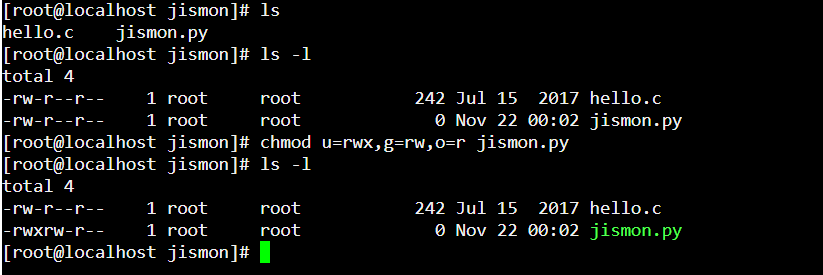 [root@localhost jismon]# ls
hello.c    jismon.py
[root@localhost jismon]# ls -l
total 4
-rw-r--r--    1 root     root           242 Jul 15  2017 hello.c
-rw-r--r--    1 root     root             0 Nov 22 00:02 jismon.py
[root@localhost jismon]# chmod u=rwx,g=rw,o=r jismon.py
[root@localhost jismon]# ls -l
total 4
-rw-r--r--    1 root     root           242 Jul 15  2017 hello.c
-rwxrw-r--    1 root     root             0 Nov 22 00:02 jismon.py
[root@localhost jismon]#